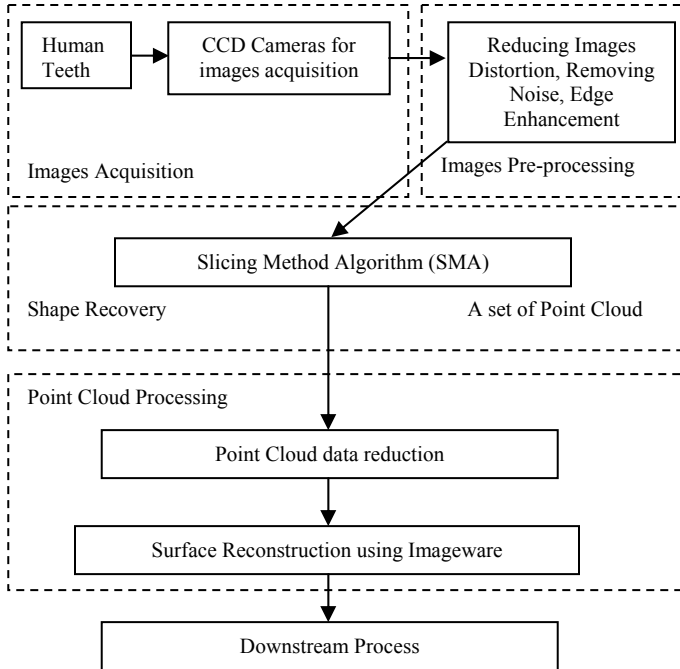 Human
Teeth
CCD Cameras for
images acquisition
Reducing Images
Distortion, Removing
Noise, Edge
Enhancement
Images Acquisition
Images Pre-processing
Slicing Method Algorithm (SMA)
Shape Recovery
A set of Point Cloud
Point Cloud Processing
Point Cloud data reduction
Surface Reconstruction using Imageware
Downstream Process